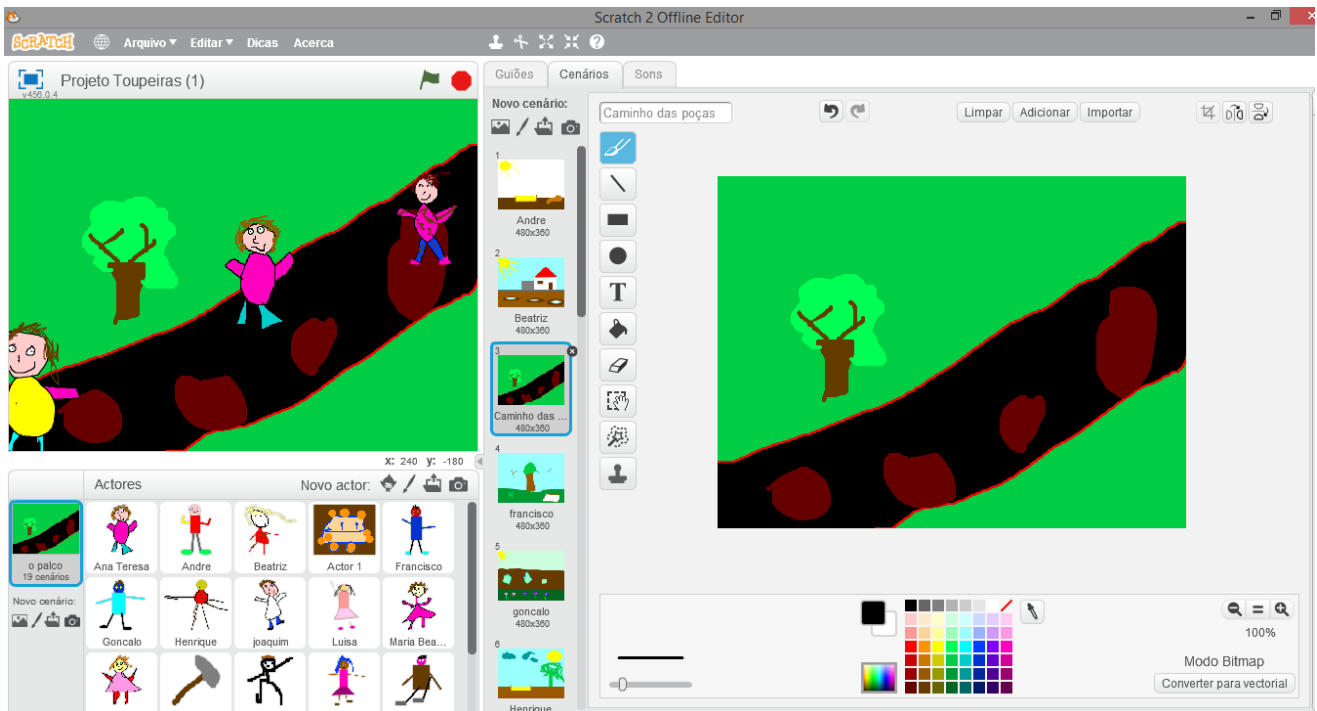 Scratch 2 Offline Editor
SCRATCH
Arquivo
Editar
Dicas
Acerca
Projeto Toupeiras (1)
v456.0.4
Guiões
Cenários
Sons
Novo cenário:
Caminho das poças
Limpar
Adicionar
Importar
1
Andre
480x360
2
Beatriz
480x360
3
Caminho das ...
480x360
4
francisco
480x360
5
goncalo
480x360
6
Henrique
x: 240 y: -180
Actores
Novo actor:
o palco
19 cenários
Novo cenário:
Ana Teresa
Andre
Beatriz
Actor 1
Francisco
Goncalo
Henrique
joaquim
Luisa
Maria Bea...
T
100%
Modo Bitmap
Converter para vectorial